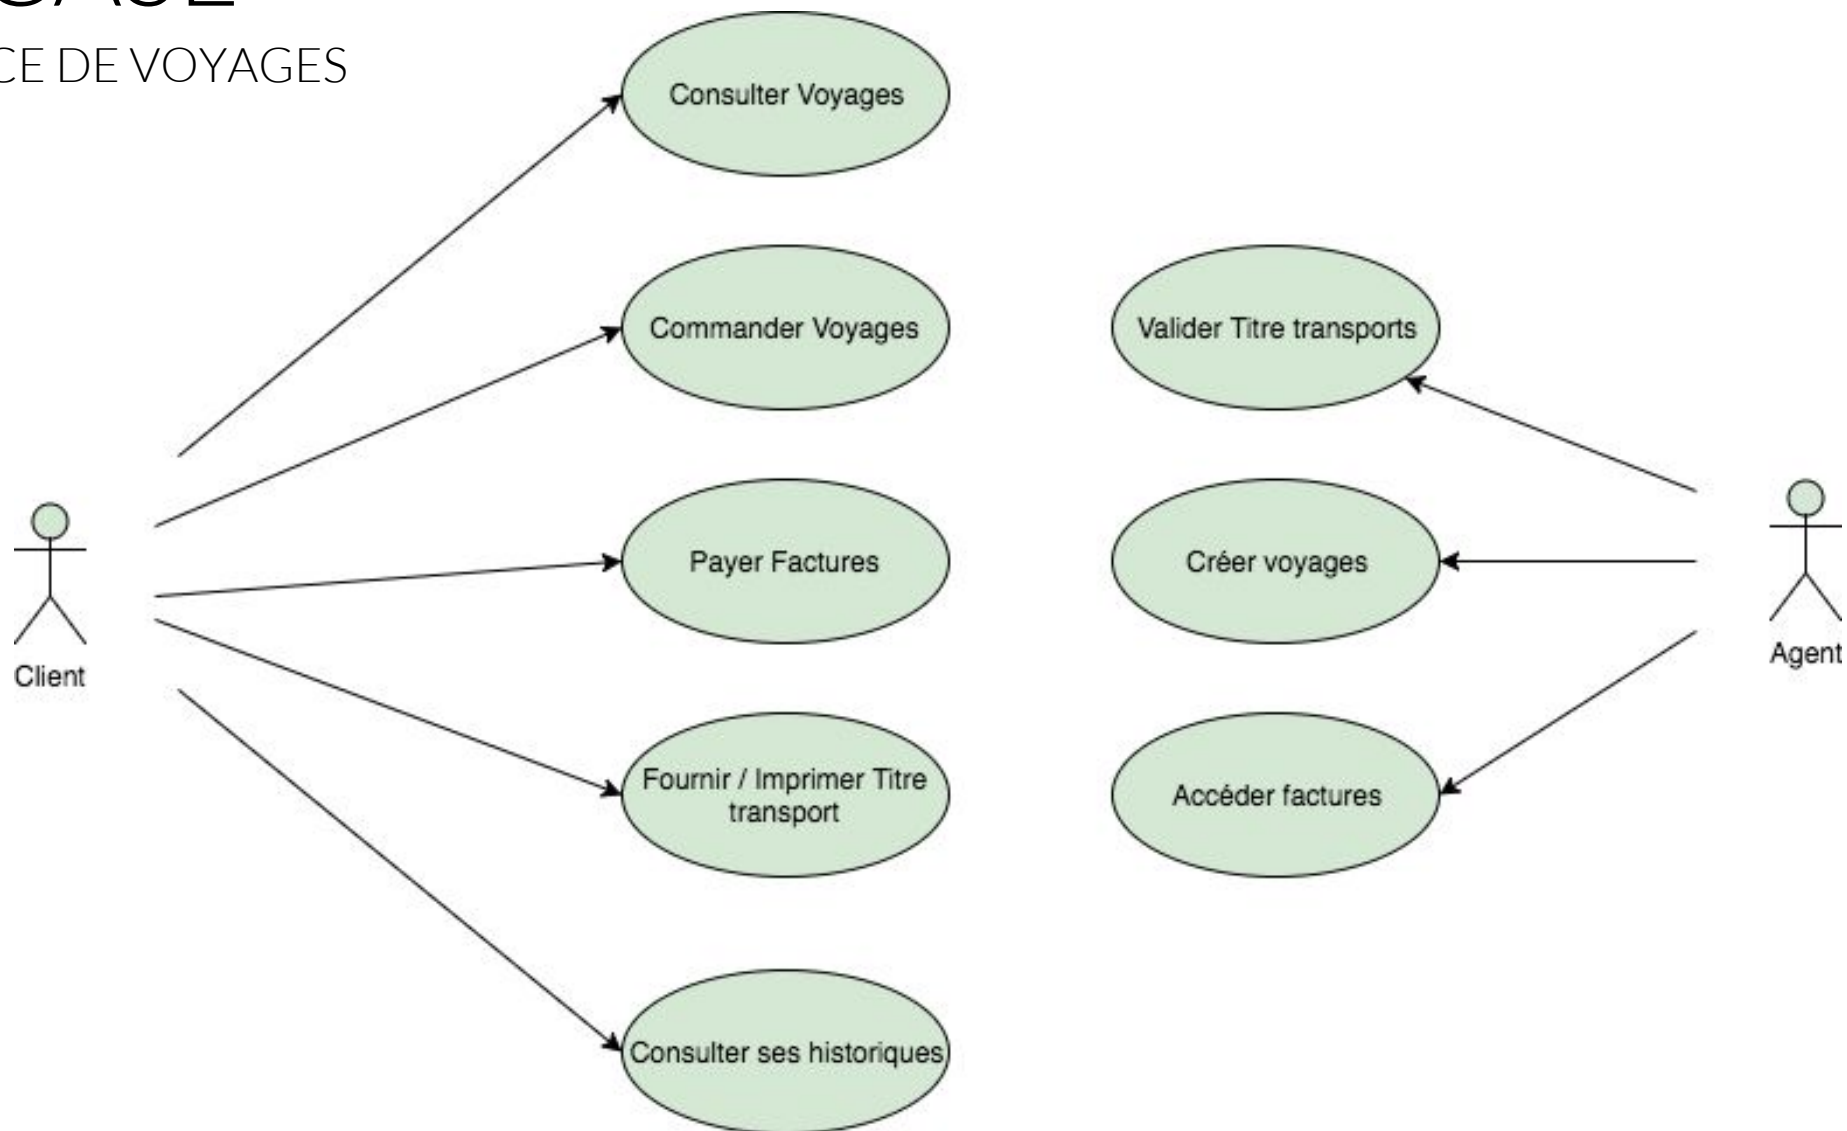 CE DE VOYAGES
Consulter Voyages
Commander Voyages
Valider Titre transports
Payer Factures
Créer voyages
Client
Agent
Fournir / Imprimer Titre
transport
Accéder factures
Consulter ses historiques